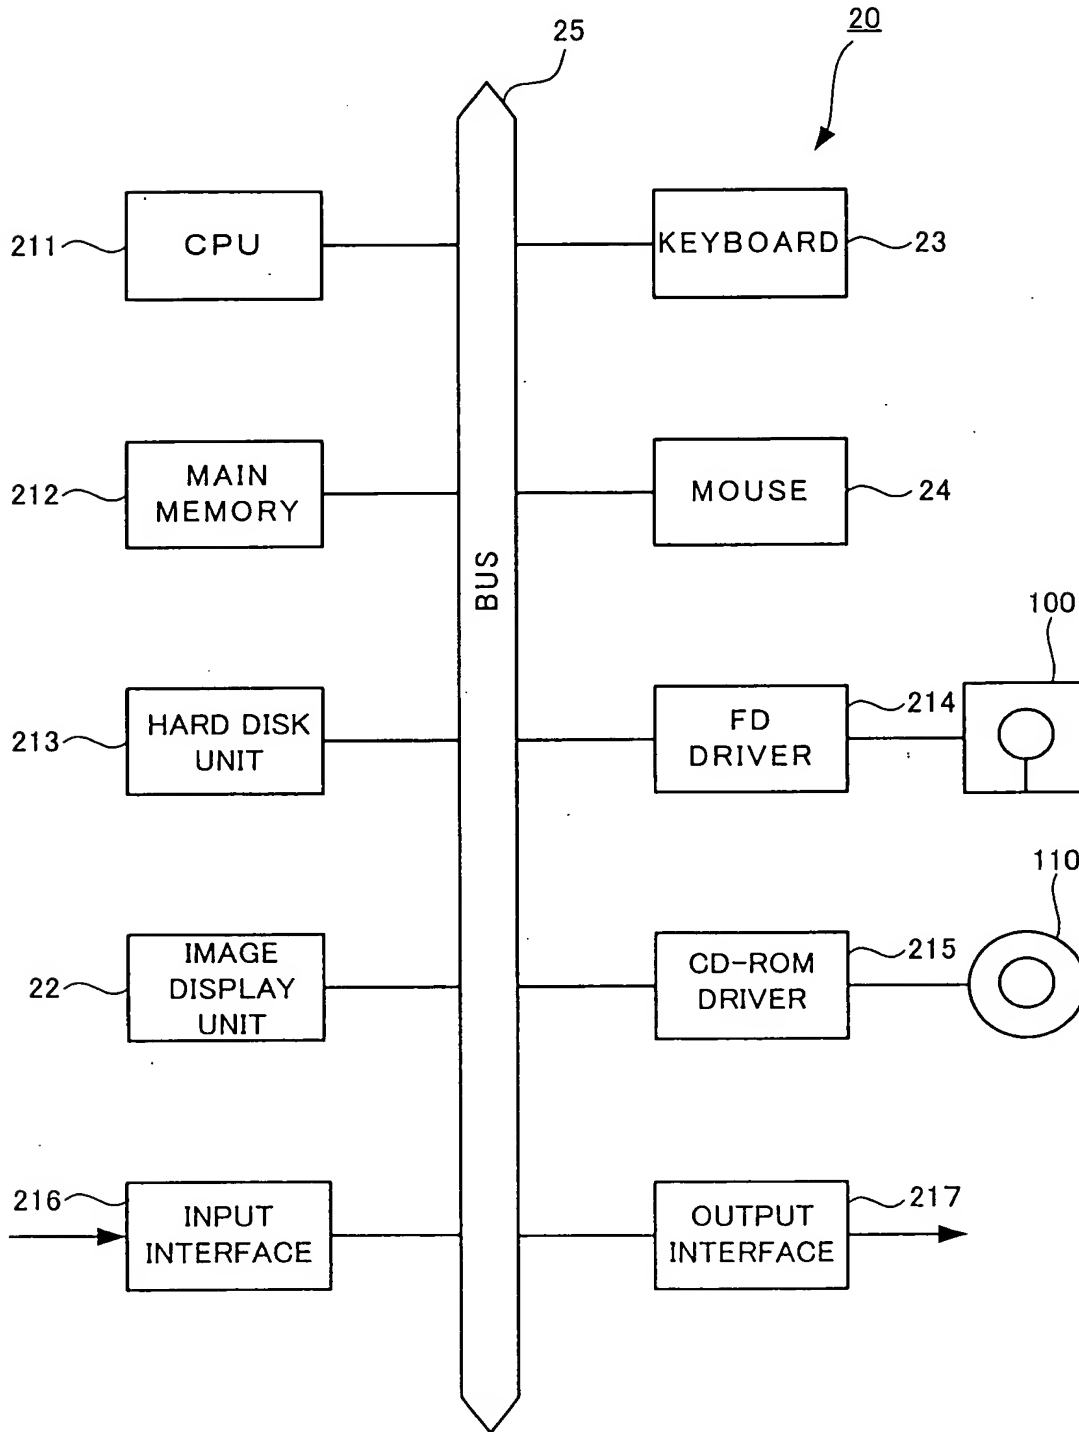 20
25
211
CPU
KEYBOARD
23
212
MAIN
MEMORY
MOUSE
24
BUS
100
213
HARD DISK
UNIT
FD
DRIVER
214
110
22
IMAGE
DISPLAY
UNIT
CD-ROM
DRIVER
215
216
INPUT
INTERFACE
OUTPUT
INTERFACE
217